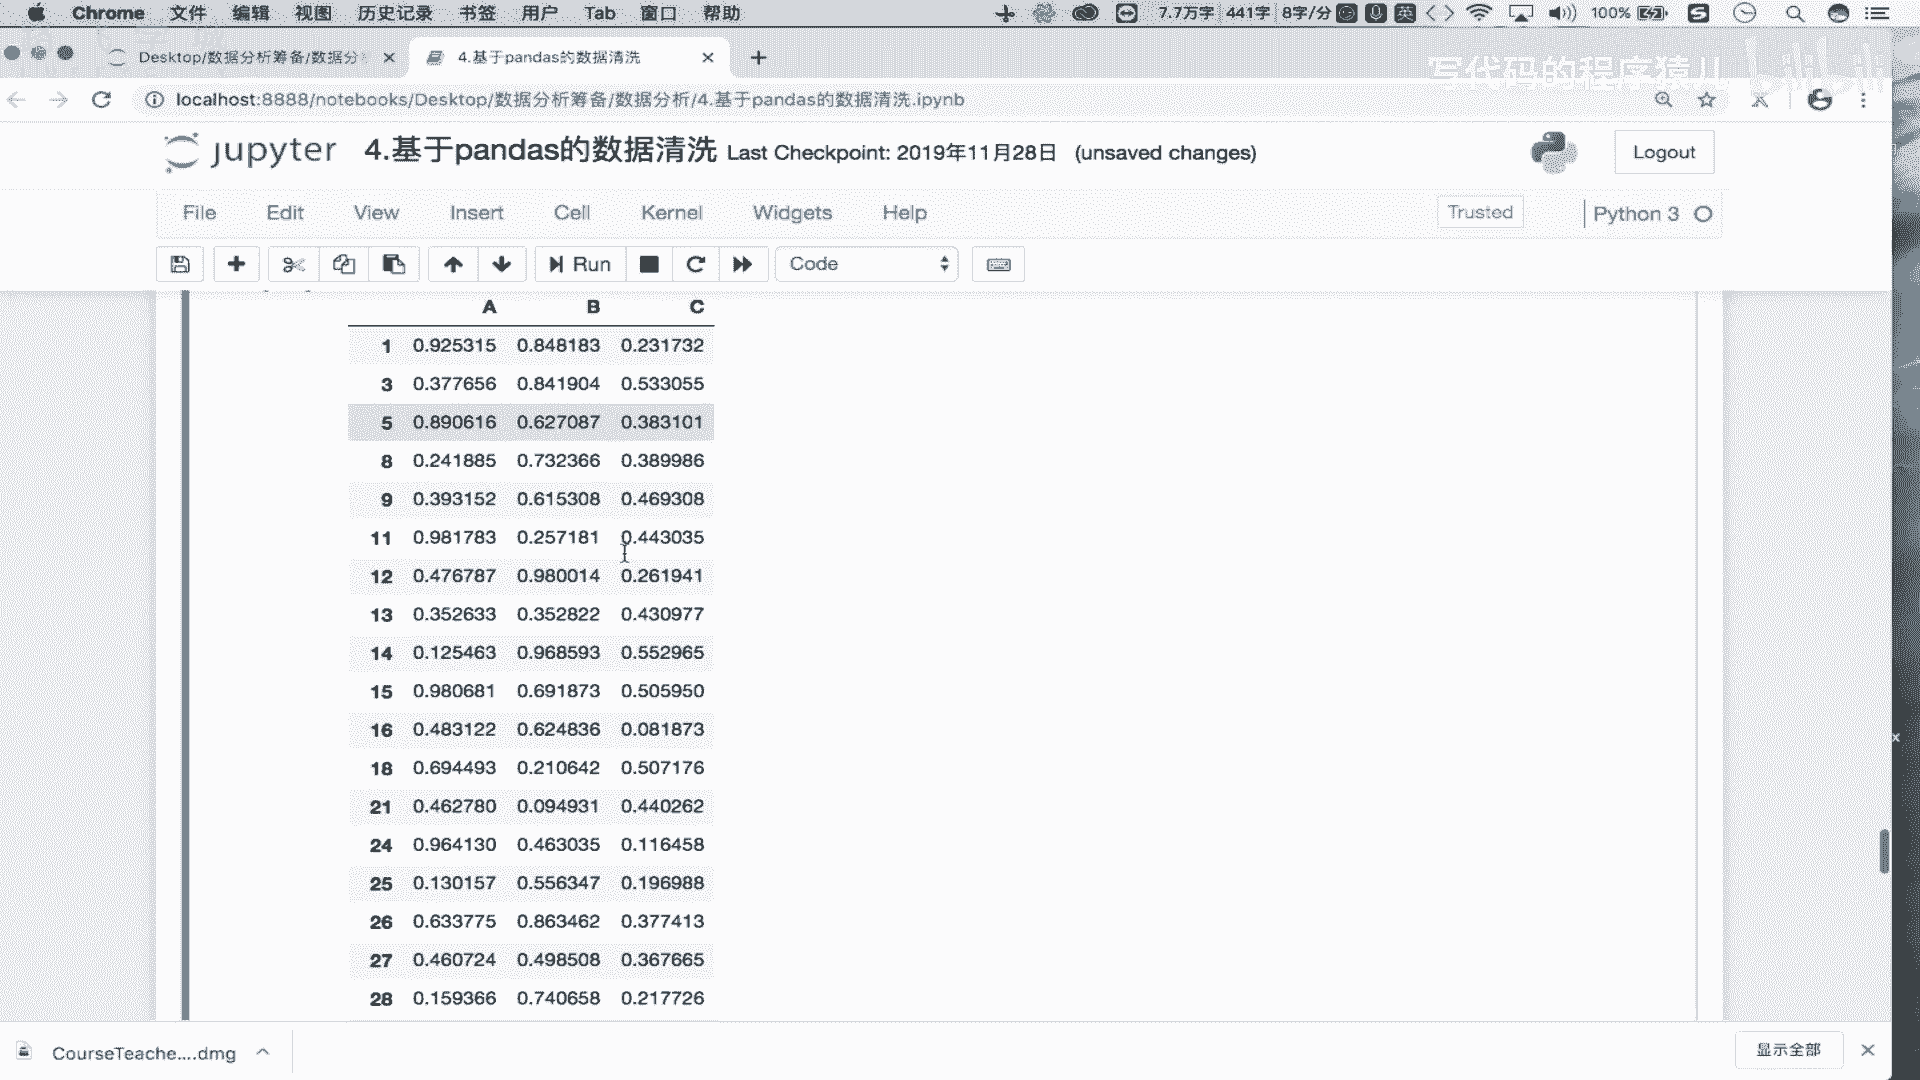 Chrome 文件 编辑 视图 历史记录 书签 用户 Tab 窗口 帮助 7.7万字 441字 8字/分 英 100%
Desktop/数据分析筹备/数据分 4.基于pandas的数据清洗
写代码的程序猿儿 bilibili
localhost:8888/notebooks/Desktop/数据分析筹备/数据分析/4.基于pandas的数据清洗.ipynb
jupyter 4.基于pandas的数据清洗 Last Checkpoint: 2019年11月28日 (unsaved changes) Logout
File Edit View Insert Cell Kernel Widgets Help Trusted Python 3
Run Code
A B C
1 0.925315 0.848183 0.231732
3 0.377656 0.841904 0.533055
5 0.890616 0.627087 0.383101
8 0.241885 0.732366 0.389986
9 0.393152 0.615308 0.469308
11 0.981783 0.257181 0.443035
12 0.476787 0.980014 0.261941
13 0.352633 0.352822 0.430977
14 0.125463 0.968593 0.552965
15 0.980681 0.691873 0.505950
16 0.483122 0.624836 0.081873
18 0.694493 0.210642 0.507176
21 0.462780 0.094931 0.440262
24 0.964130 0.463035 0.116458
25 0.130157 0.556347 0.196988
26 0.633775 0.863462 0.377413
27 0.460724 0.498508 0.367665
28 0.159366 0.740658 0.217726
CourseTeache....dmg 显示全部